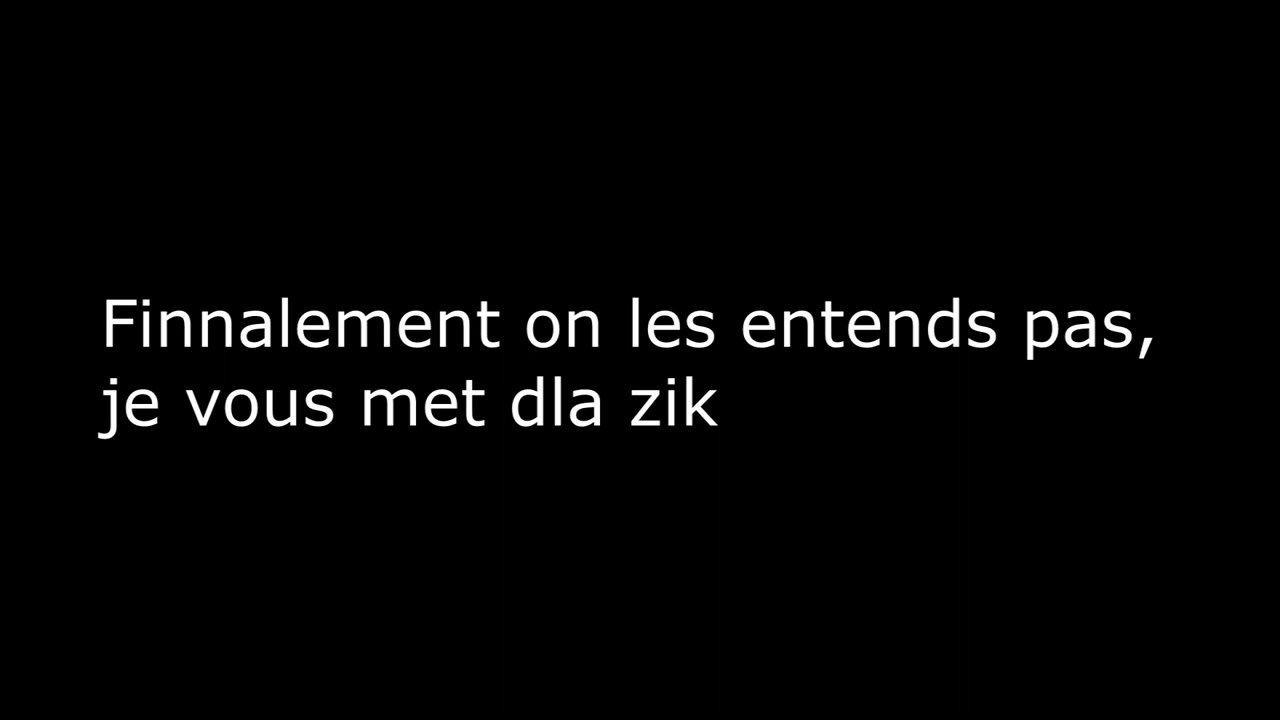 Finnalement on les entends pas,
je vous met dla zik